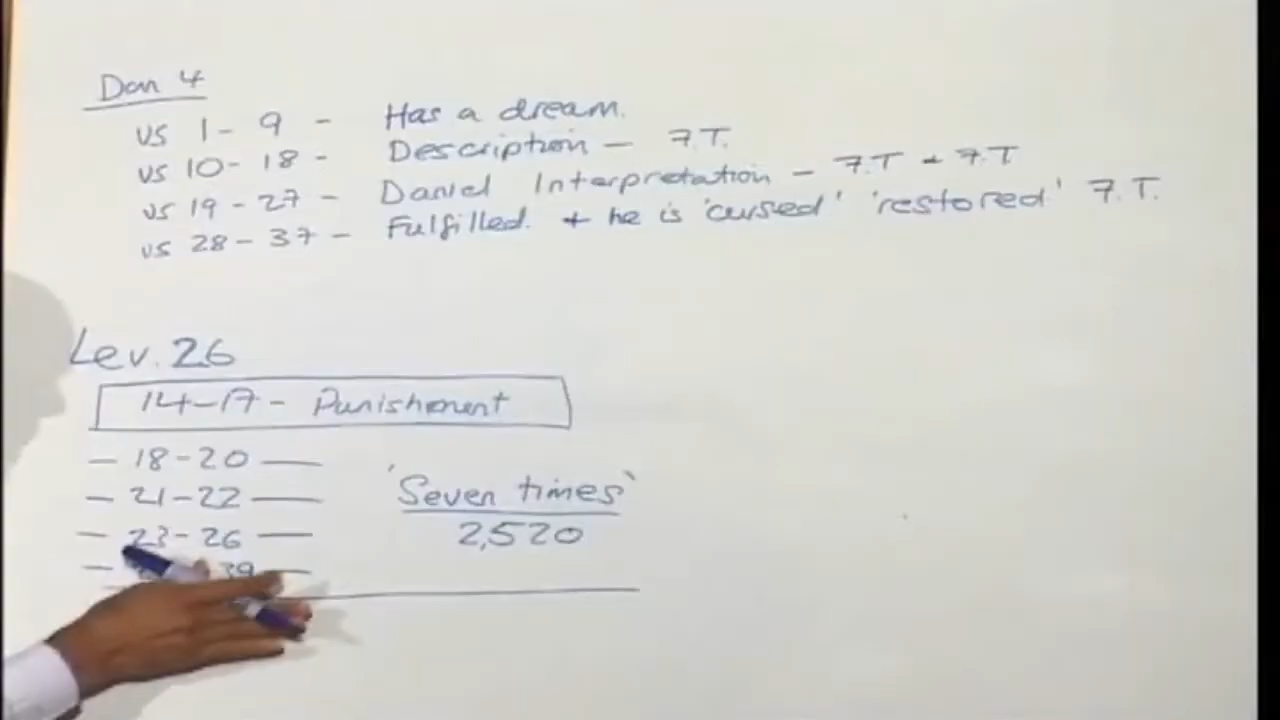 Dan 4
vs 1 - 9 - Has a dream.
vs 10 - 18 - Description - 7.T.
vs 19 - 27 - Daniel Interpretation - 7.T + 7.T
vs 28 - 37 - Fulfilled. + he is 'cursed' 'restored' 7.T.
Lev. 26
14-17 - Punishment
- 18-20 -
- 21-22 -
'Seven times'
- 23-26 -
2,520
39 -